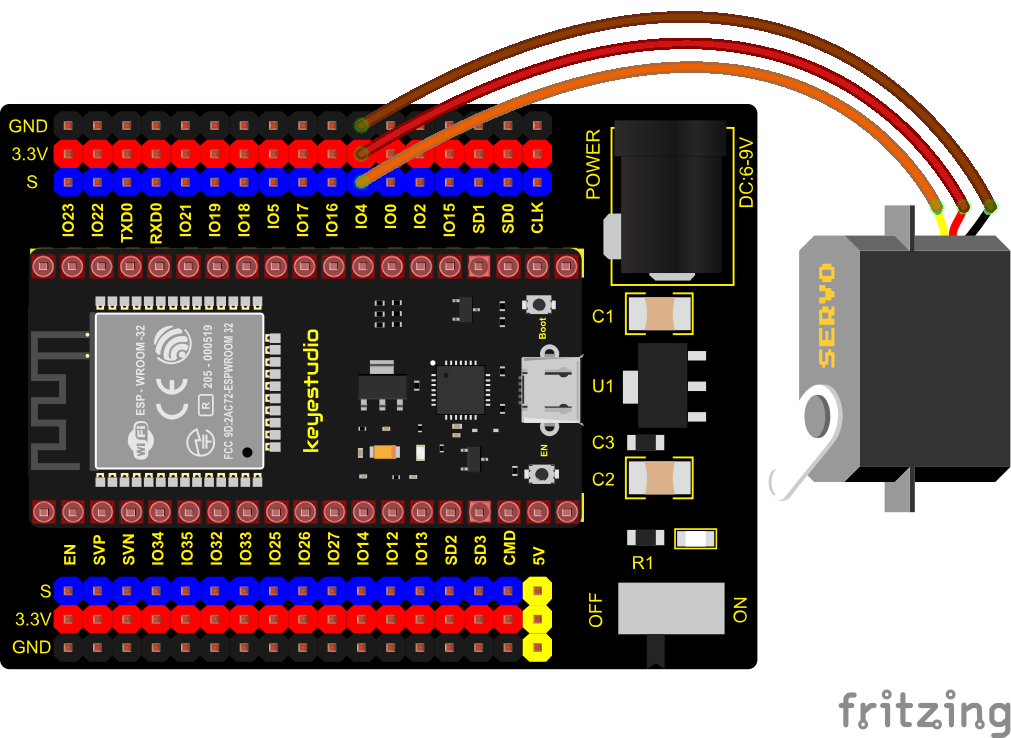 GND
3.3V
S
IO23
IO22
TXD0
RXD0
IO21
IO19
IO18
IO5
IO17
IO16
IO4
IO0
IO2
IO15
SD1
SD0
CLK
POWER
DC:6-9V
SERVO
C1
U1
C3
C2
R1
OFF
ON
Boot
EN
keyestudio
ESP - WROOM -32
WiFi
CE
R
205 - 000519
FCC 9D:2AC72-ESPWROOM 32
EN
SVP
SVN
IO34
IO35
IO32
IO33
IO25
IO26
IO27
IO14
IO12
IO13
SD2
SD3
CMD
5V
S
3.3V
GND
fritzing